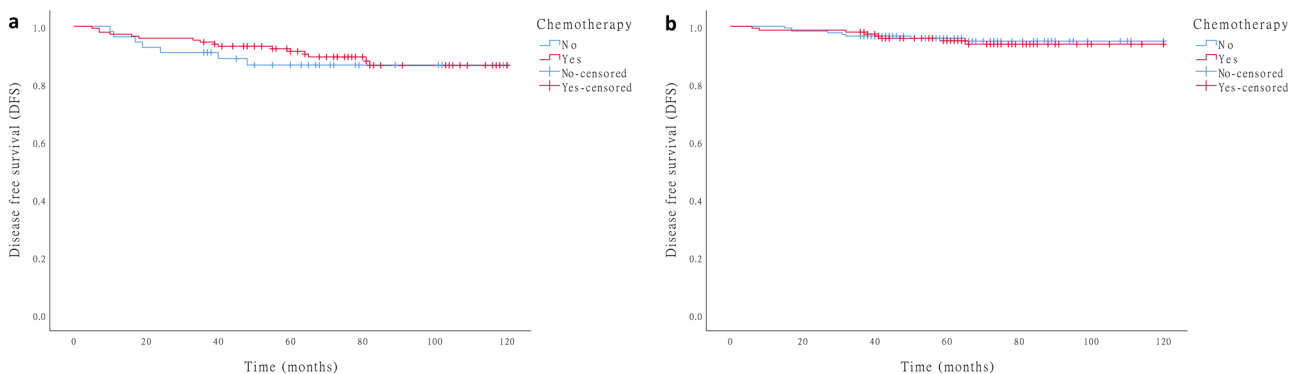 a
Chemotherapy
No
Yes
No-censored
Yes-censored
1.0
0.8
0.6
0.4
0.2
0.0
Disease free survival (DFS)
0 20 40 60 80 100 120
Time (months)
b
Chemotherapy
No
Yes
No-censored
Yes-censored
1.0
0.8
0.6
0.4
0.2
0.0
Disease free survival (DFS)
0 20 40 60 80 100 120
Time (months)